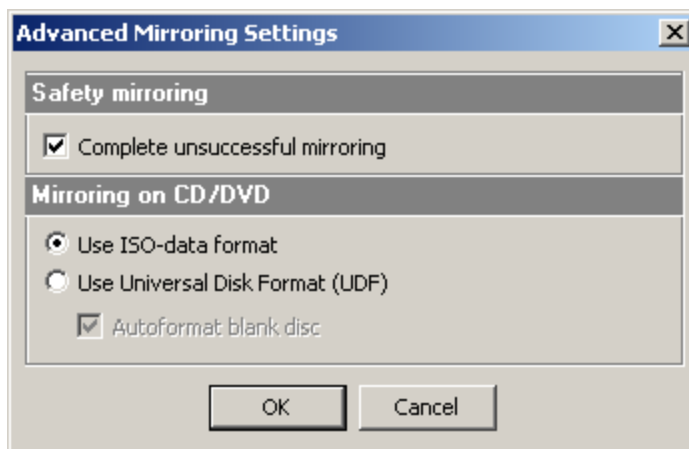 Advanced Mirroring Settings
Safety mirroring
Complete unsuccessful mirroring
Mirroring on CD/DVD
Use ISO-data format
Use Universal Disk Format (UDF)
Autoformat blank disc
OK Cancel